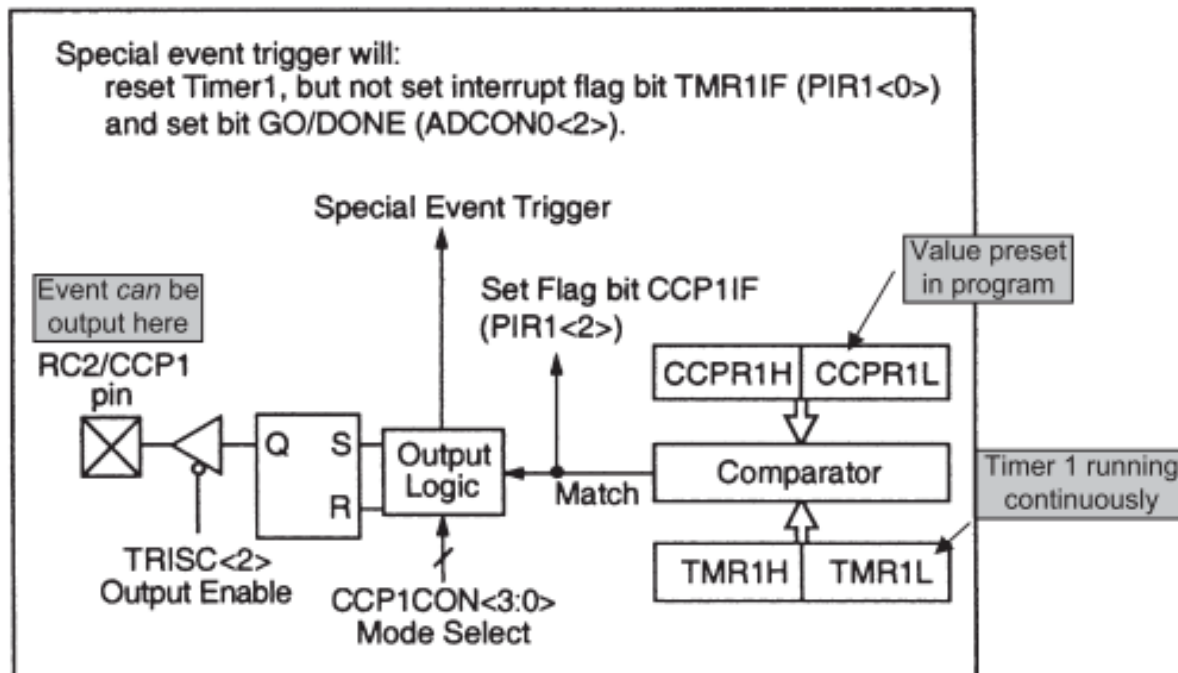 Special event trigger will:
reset Timer1, but not set interrupt flag bit TMR1IF (PIR1<0>)
and set bit GO/DONE (ADCON0<2>).
Special Event Trigger
Value preset
in program
Event can be
output here
Set Flag bit CCP1IF
(PIR1<2>)
RC2/CCP1
pin
CCPR1H CCPR1L
Q S
R
Output
Logic
Match
Comparator
Timer 1 running
continuously
TRISC<2>
Output Enable
CCP1CON<3:0>
Mode Select
TMR1H TMR1L